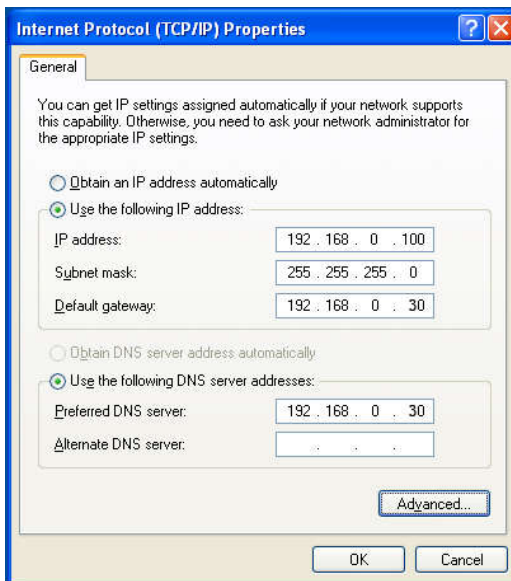 Internet Protocol (TCP/IP) Properties
General
You can get IP settings assigned automatically if your network supports
this capability. Otherwise, you need to ask your network administrator for
the appropriate IP settings.
Obtain an IP address automatically
Use the following IP address:
IP address: 192 . 168 . 0 . 100
Subnet mask: 255 . 255 . 255 . 0
Default gateway: 192 . 168 . 0 . 30
Obtain DNS server address automatically
Use the following DNS server addresses:
Preferred DNS server: 192 . 168 . 0 . 30
Alternate DNS server: . . .
Advanced...
OK Cancel